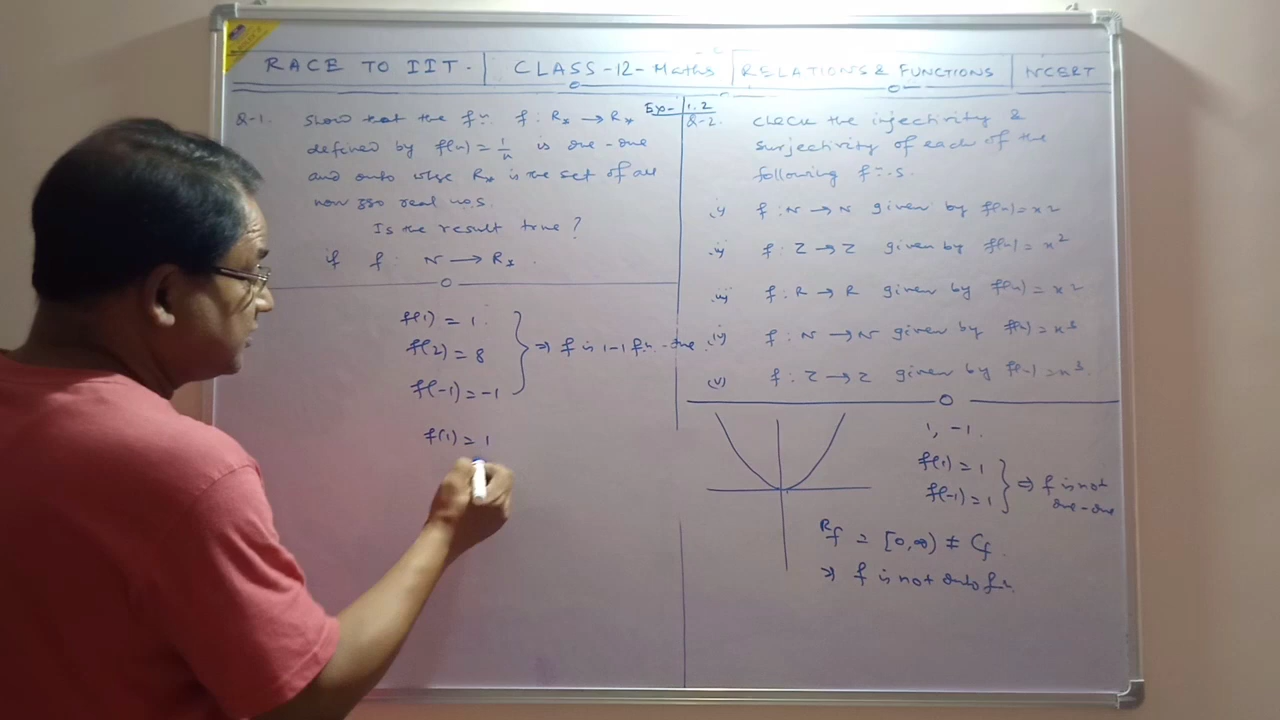 RACE TO IIT. | CLASS-12-Maths | RELATIONS & FUNCTIONS | NCERT
Ex- 1.2
Q-1. Show that the fn. f: R* → R*
defined by f(x) = 1/x is one-one
and onto where R* is the set of all
non zero real no.s.
Is the result true?
if f: N → R*.
f(1) = 1.
f(2) = 8
f(-1) = -1
} ⇒ f is 1-1 fn. -one.
f(1) = 1
Q-2. Check the injectivity &
surjectivity of each of the
following fn.s.
(i) f: N → N given by f(x) = x²
(ii) f: Z → Z given by f(x) = x²
(iii) f: R → R given by f(x) = x²
(iv) f: N → N given by f(x) = x³
(v) f: Z → Z given by f(x) = x³.
1, -1.
f(1) = 1
f(-1) = 1
} ⇒ f is not
one-one
Rf = [0,∞) ≠ Cf.
⇒ f is not onto fn.